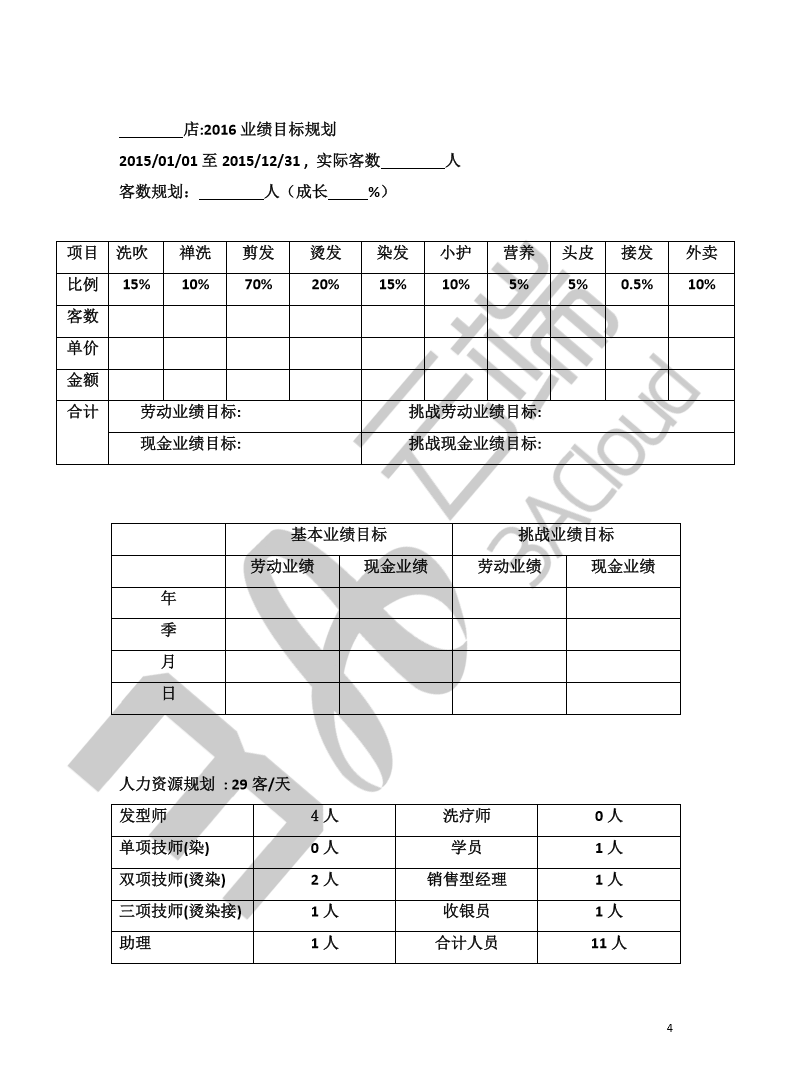 ________店:2016 业绩目标规划
2015/01/01 至 2015/12/31 , 实际客数________人
客数规划: ________人（成长_____%）
项目 洗吹 禅洗 剪发 烫发 染发 小护 营养 头皮 接发 外卖
比例 15% 10% 70% 20% 15% 10% 5% 5% 0.5% 10%
客数
单价
金额
合计 劳动业绩目标: 挑战劳动业绩目标:
现金业绩目标: 挑战现金业绩目标:
基本业绩目标 挑战业绩目标
劳动业绩 现金业绩 劳动业绩 现金业绩
年
季
月
日
人力资源规划 : 29 客/天
发型师 4 人 洗疗师 0 人
单项技师(染) 0 人 学员 1 人
双项技师(烫染) 2 人 销售型经理 1 人
三项技师(烫染接) 1 人 收银员 1 人
助理 1 人 合计人员 11 人
3A云端
3ACloud
4